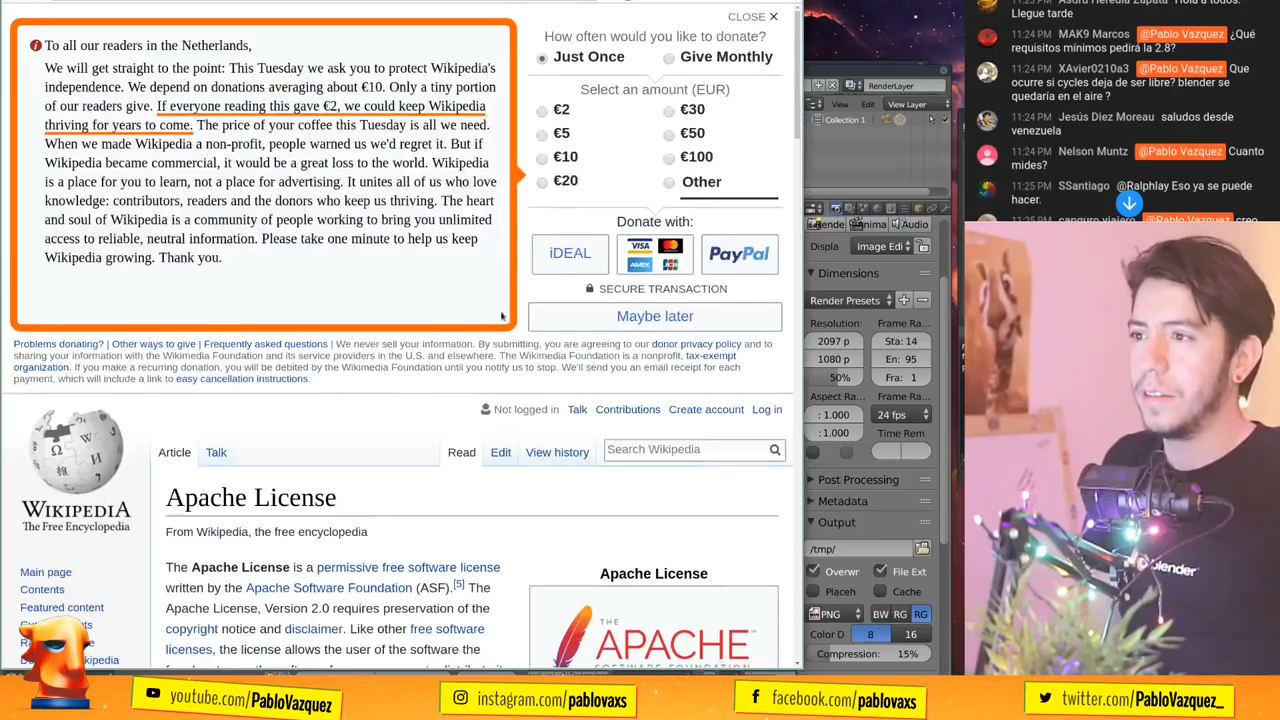 CLOSE ✕
To all our readers in the Netherlands,
We will get straight to the point: This Tuesday we ask you to protect Wikipedia's
independence. We depend on donations averaging about €10. Only a tiny portion
of our readers give. If everyone reading this gave €2, we could keep Wikipedia
thriving for years to come. The price of your coffee this Tuesday is all we need.
When we made Wikipedia a non-profit, people warned us we'd regret it. But if
Wikipedia became commercial, it would be a great loss to the world. Wikipedia
is a place for you to learn, not a place for advertising. It unites all of us who love
knowledge: contributors, readers and the donors who keep us thriving. The heart
and soul of Wikipedia is a community of people working to bring you unlimited
access to reliable, neutral information. Please take one minute to help us keep
Wikipedia growing. Thank you.
How often would you like to donate?
Just Once Give Monthly
Select an amount (EUR)
€2 €30
€5 €50
€10 €100
€20 Other
Donate with:
iDEAL VISA AMEX JCB PayPal
SECURE TRANSACTION
Maybe later
Problems donating? | Other ways to give | Frequently asked questions | We never sell your information. By submitting, you are agreeing to our donor privacy policy and to
sharing your information with the Wikimedia Foundation and its service providers in the U.S. and elsewhere. The Wikimedia Foundation is a nonprofit, tax-exempt
organization. If you make a recurring donation, you will be debited by the Wikimedia Foundation until you notify us to stop. We'll send you an email receipt for each
payment, which will include a link to easy cancellation instructions.
Not logged in Talk Contributions Create account Log in
Article Talk Read Edit View history Search Wikipedia
WIKIPEDIA
The Free Encyclopedia
Main page
Contents
Featured content
Apache License
From Wikipedia, the free encyclopedia
The Apache License is a permissive free software license
written by the Apache Software Foundation (ASF).[5] The
Apache License, Version 2.0 requires preservation of the
copyright notice and disclaimer. Like other free software
licenses, the license allows the user of the software the
Apache License
THE
APACHE
SOFTWARE FOUNDATION
RenderLayer
View Edit View Layer
Collection 1
Audio
Displa Image Edi
Dimensions
Render Presets
Resolution: Frame Ra...
2097 p Sta: 14
1080 p En: 95
50% Fra: 1
Aspect Ra... Frame Ra...
: 1.000 24 fps
: 1.000 Time Rem
Post Processing
Metadata
Output
/tmp/
Overwr File Ext
Placeh Cache
PNG BW RG RG
Color D 8 16
Compression: 15%
Llegue tarde
11:24 PM MAK9 Marcos @Pablo Vazquez ¿Qué
requisitos mínimos pedirá la 2.8?
11:24 PM XAvier0210a3 @Pablo Vazquez Que
ocurre si cycles deja de ser libre? blender se
quedaría en el aire ?
11:24 PM Jesús Diez Moreau saludos desde
venezuela
11:24 PM Nelson Muntz @Pablo Vazquez Cuanto
mides?
11:25 PM SSantiago @Ralphlay Eso ya se puede
hacer.
blender
youtube.com/PabloVazquez
instagram.com/pablovaxs
facebook.com/pablovaxs
twitter.com/PabloVazquez_